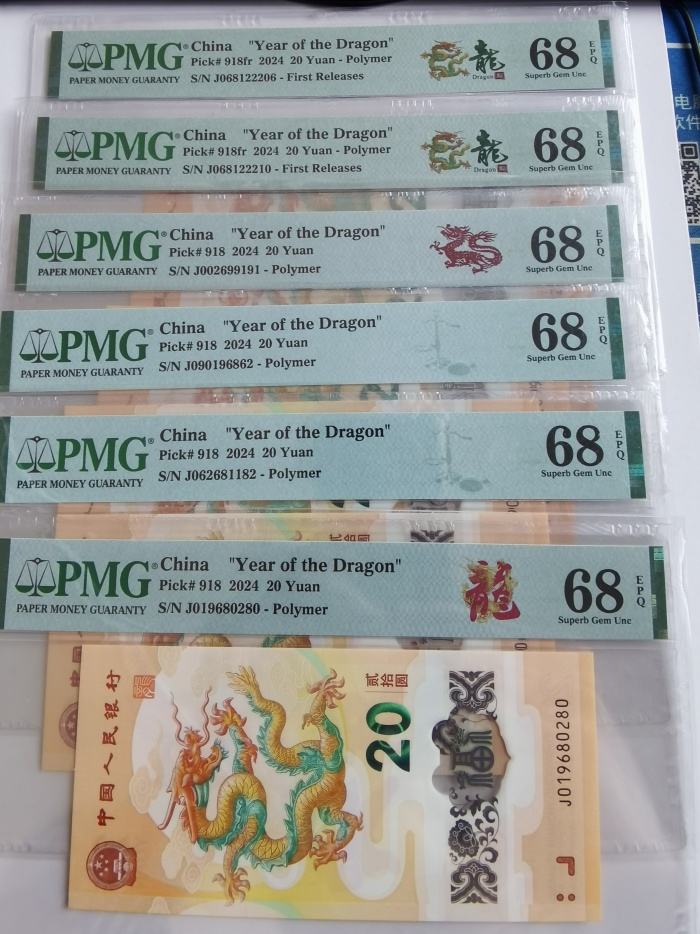 PMG
PAPER MONEY GUARANTY
China "Year of the Dragon"
Pick# 918fr 2024 20 Yuan - Polymer
S/N J068122206 - First Releases
龍
Dragon
68
EPQ
Superb Gem Unc
PMG
PAPER MONEY GUARANTY
China "Year of the Dragon"
Pick# 918fr 2024 20 Yuan - Polymer
S/N J068122210 - First Releases
龍
Dragon
68
EPQ
Superb Gem Unc
PMG
PAPER MONEY GUARANTY
China "Year of the Dragon"
Pick# 918 2024 20 Yuan
S/N J002699191 - Polymer
68
EPQ
Superb Gem Unc
PMG
PAPER MONEY GUARANTY
China "Year of the Dragon"
Pick# 918 2024 20 Yuan
S/N J090196862 - Polymer
68
EPQ
Superb Gem Unc
PMG
PAPER MONEY GUARANTY
China "Year of the Dragon"
Pick# 918 2024 20 Yuan
S/N J062681182 - Polymer
68
EPQ
Superb Gem Unc
PMG
PAPER MONEY GUARANTY
China "Year of the Dragon"
Pick# 918 2024 20 Yuan
S/N J019680280 - Polymer
龍
68
EPQ
Superb Gem Unc
中国人民银行
贰拾圆
20
福
J019680280